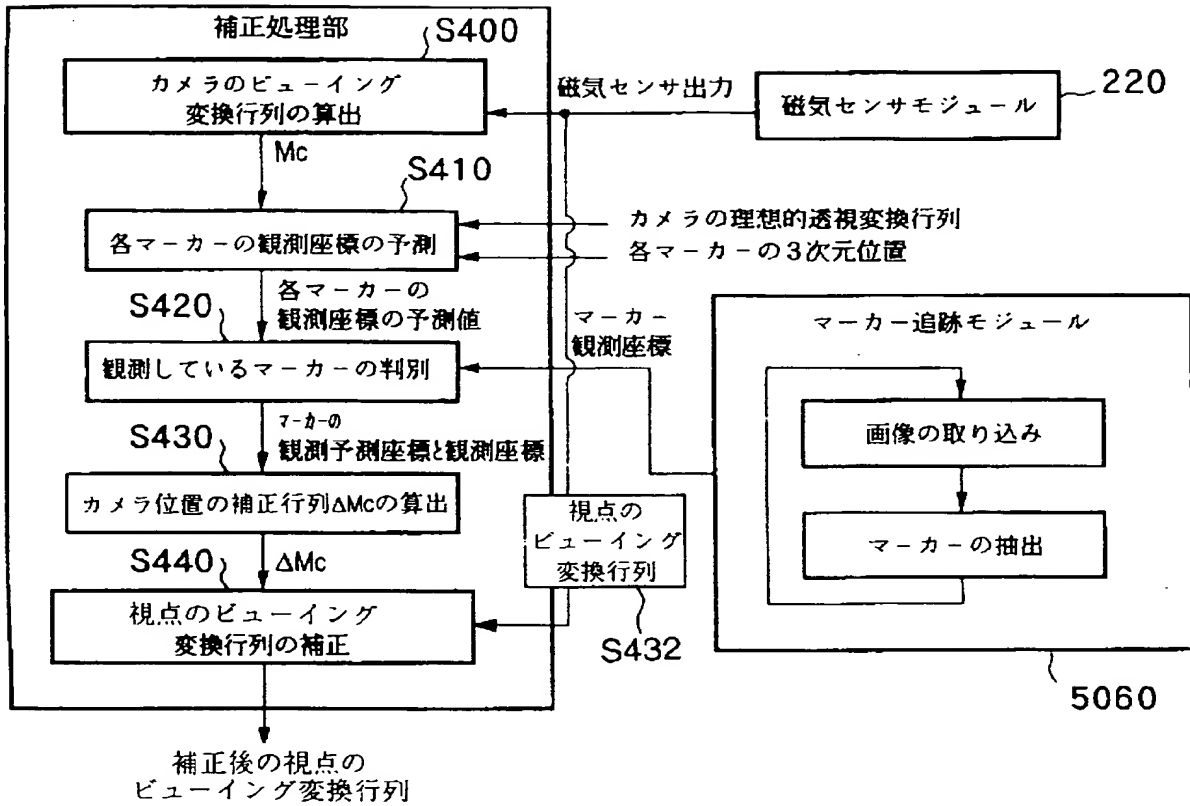 補正処理部
S400
カメラのビューイング
変換行列の算出
Mc
磁気センサ出力
磁気センサモジュール
220
S410
各マーカーの観測座標の予測
カメラの理想的透視変換行列
各マーカーの3次元位置
各マーカーの
観測座標の予測値
S420
観測しているマーカーの判別
マーカー
観測座標
マーカーの
観測予測座標と観測座標
S430
カメラ位置の補正行列ΔMcの算出
ΔMc
S440
視点のビューイング
変換行列の補正
視点の
ビューイング
変換行列
S432
マーカー追跡モジュール
画像の取り込み
マーカーの抽出
5060
補正後の視点の
ビューイング変換行列